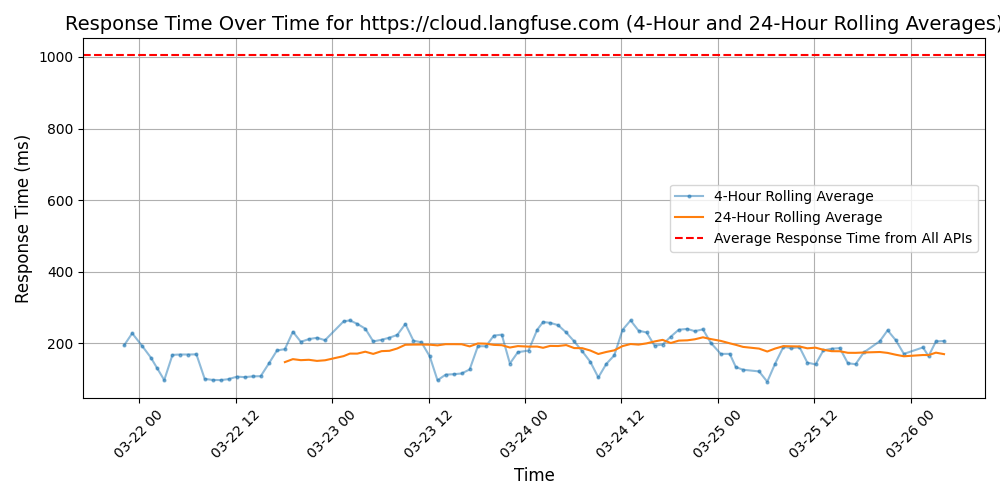 Response Time Over Time for https://cloud.langfuse.com (4-Hour and 24-Hour Rolling Averages)
Response Time (ms)
1000
800
600
400
200
4-Hour Rolling Average
24-Hour Rolling Average
Average Response Time from All APIs
03-22 00
03-22 12
03-23 00
03-23 12
03-24 00
03-24 12
03-25 00
03-25 12
03-26 00
Time